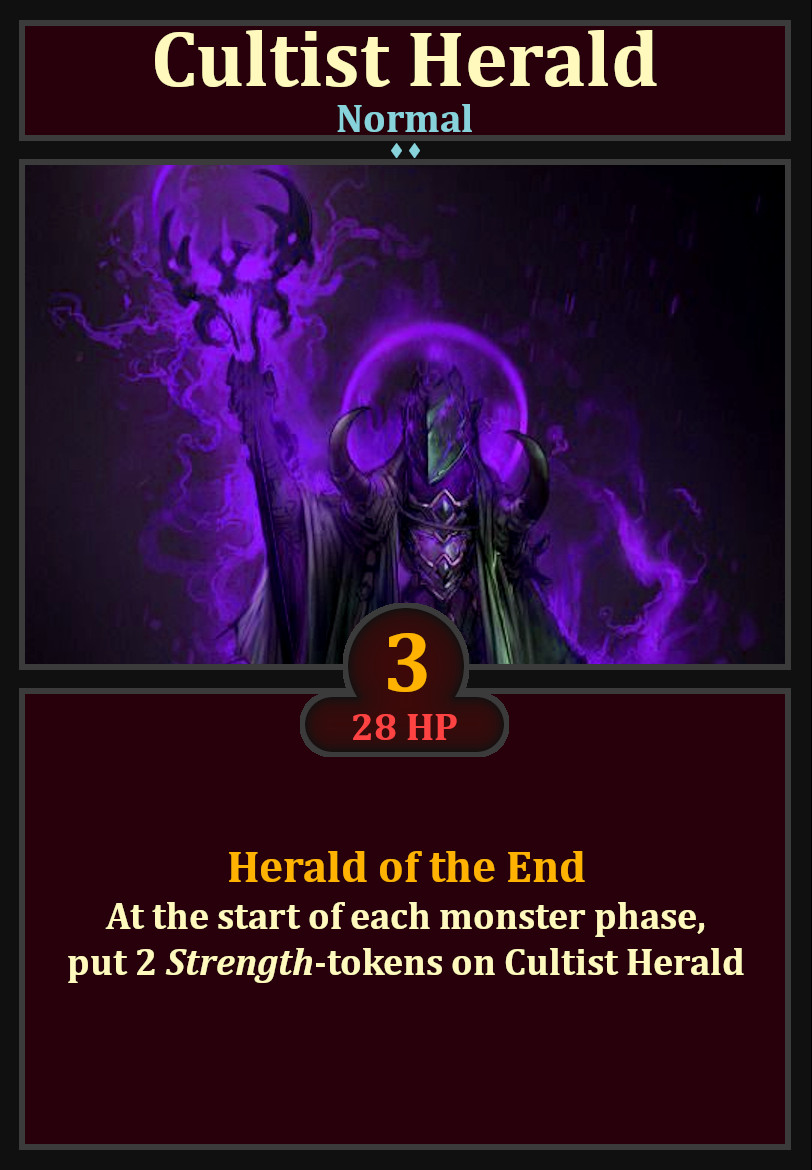 Cultist Herald
Normal
3
28 HP
Herald of the End
At the start of each monster phase,
put 2 Strength-tokens on Cultist Herald